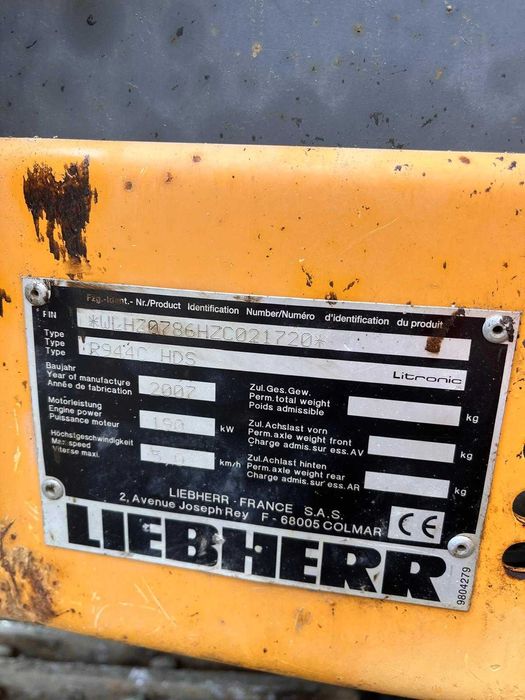 Fzg.-Ident.- Nr./Product Identification Number/Numéro d'identification du produit
PIN *WLHZ0786HZC021720*
Type
Type R944C HDS
Type Litronic
Baujahr
Year of manufacture 2007
Année de fabrication
Motorleistung
Engine power 190 kW
Puissance moteur
Höchstgeschwindigkeit
Max speed 5,0 km/h
Vitesse maxi.
Zul.Ges.Gew.
Perm.total weight kg
Poids admissible
Zul.Achslast vorn
Perm.axle weight front kg
Charge admis.sur ess.AV
Zul.Achlast hinten
Perm.axle weight rear kg
Charge admis.sur ess.AR
LIEBHERR - FRANCE S.A.S.
2, Avenue Joseph Rey F - 68005 COLMAR
CE
LIEBHERR
9804279